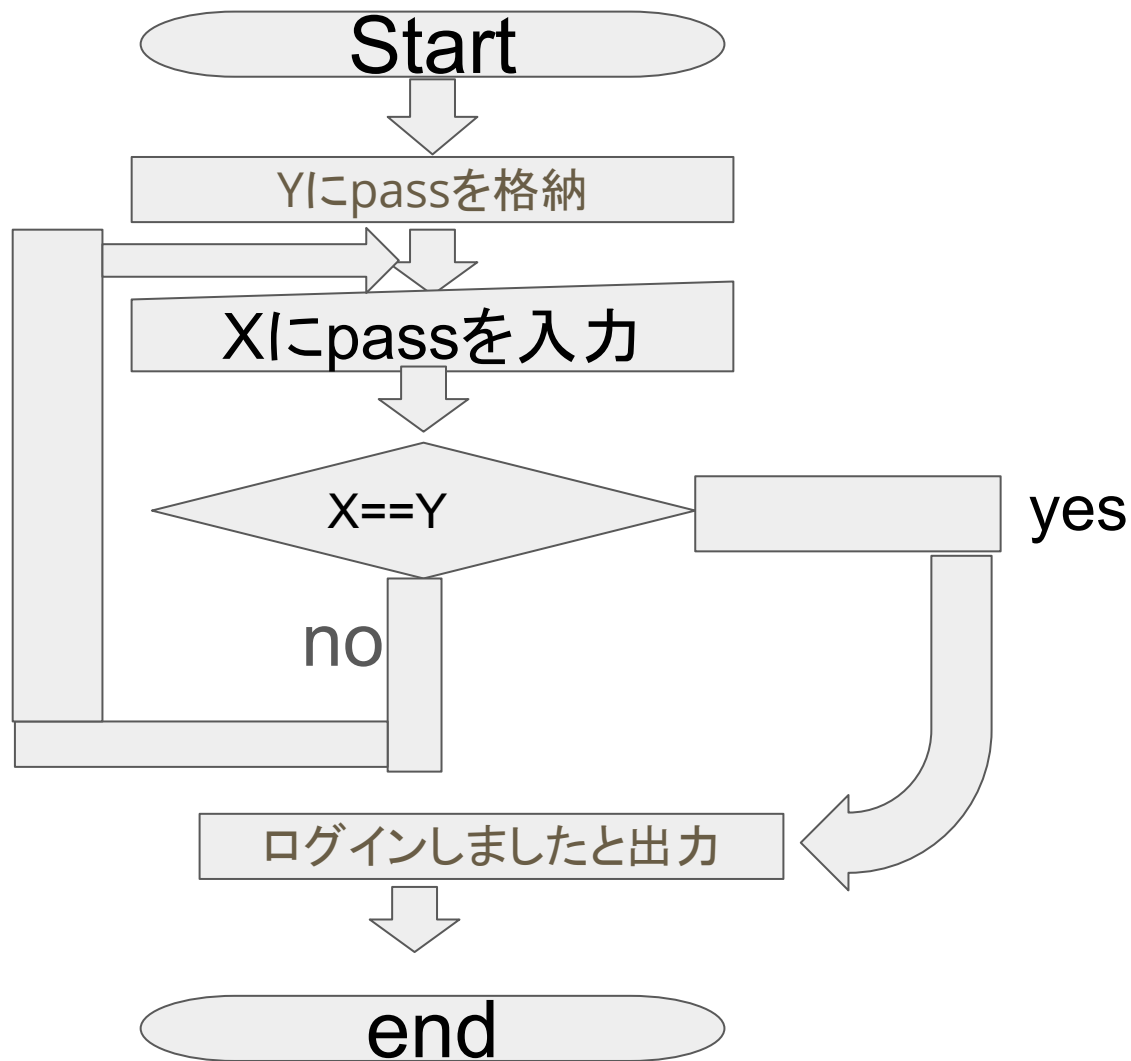 Start
Yにpassを格納
Xにpassを入力
X==Y
yes
no
ログインしましたと出力
end